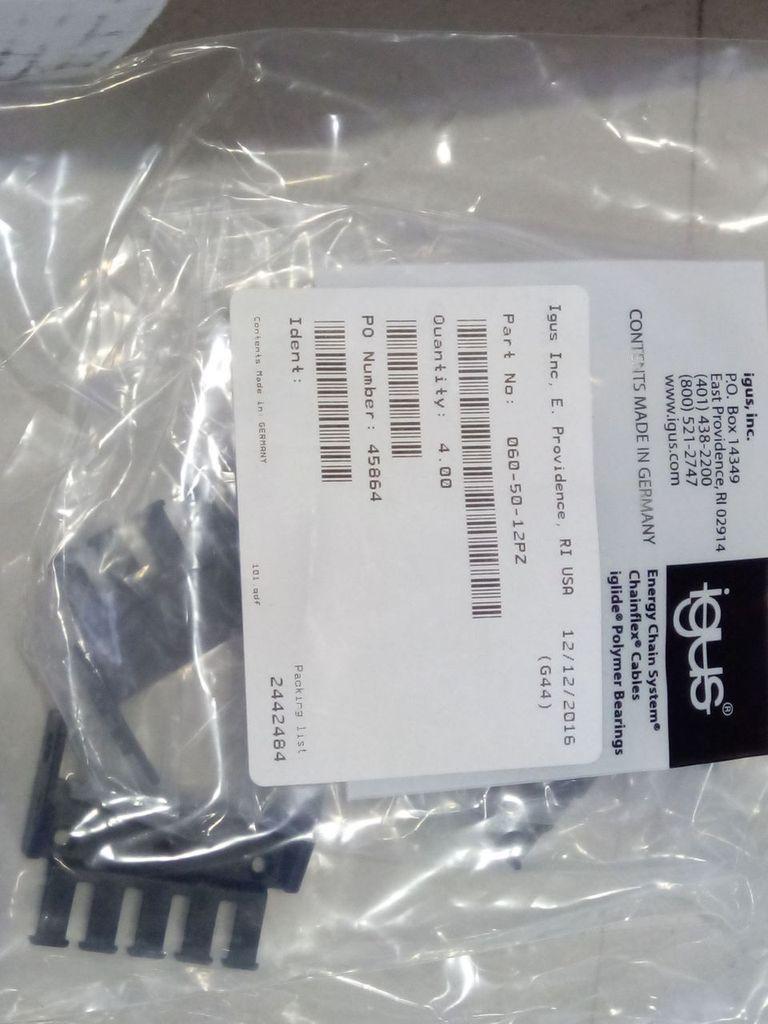 igus, inc.
P.O. Box 14349
East Providence, RI 02914
(401) 438-2200
(800) 521-2747
www.igus.com
CONTENTS MADE IN GERMANY
igus®
Energy Chain System®
Chainflex® Cables
iglide® Polymer Bearings
Igus Inc, E. Providence, RI USA 12/12/2016
(G44)
Part No: 060-50-12PZ
Quantity: 4.00
PO Number: 45864
Ident:
Packing list
2442484
Contents Made in: GERMANY
101.qdf